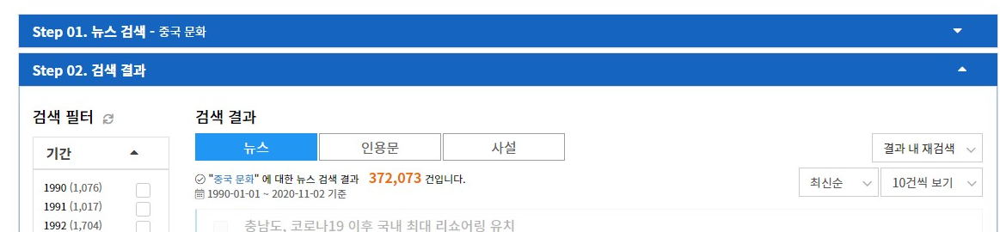 Step 01. 뉴스 검색 - 중국 문화
Step 02. 검색 결과
검색 필터
검색 결과
기간
뉴스
인용문
사설
결과 내 재검색
"중국 문화" 에 대한 뉴스 검색 결과 372,073 건입니다.
1990-01-01 ~ 2020-11-02 기준
최신순
10건씩 보기
1990 (1,076)
1991 (1,017)
1992 (1,704)
충남도, 코로나19 이후 국내 최대 리쇼어링 유치